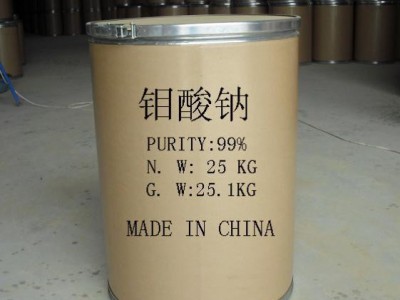 钼酸钠
PURITY:99%
N. W: 25 KG
G. W:25.1KG
MADE IN CHINA